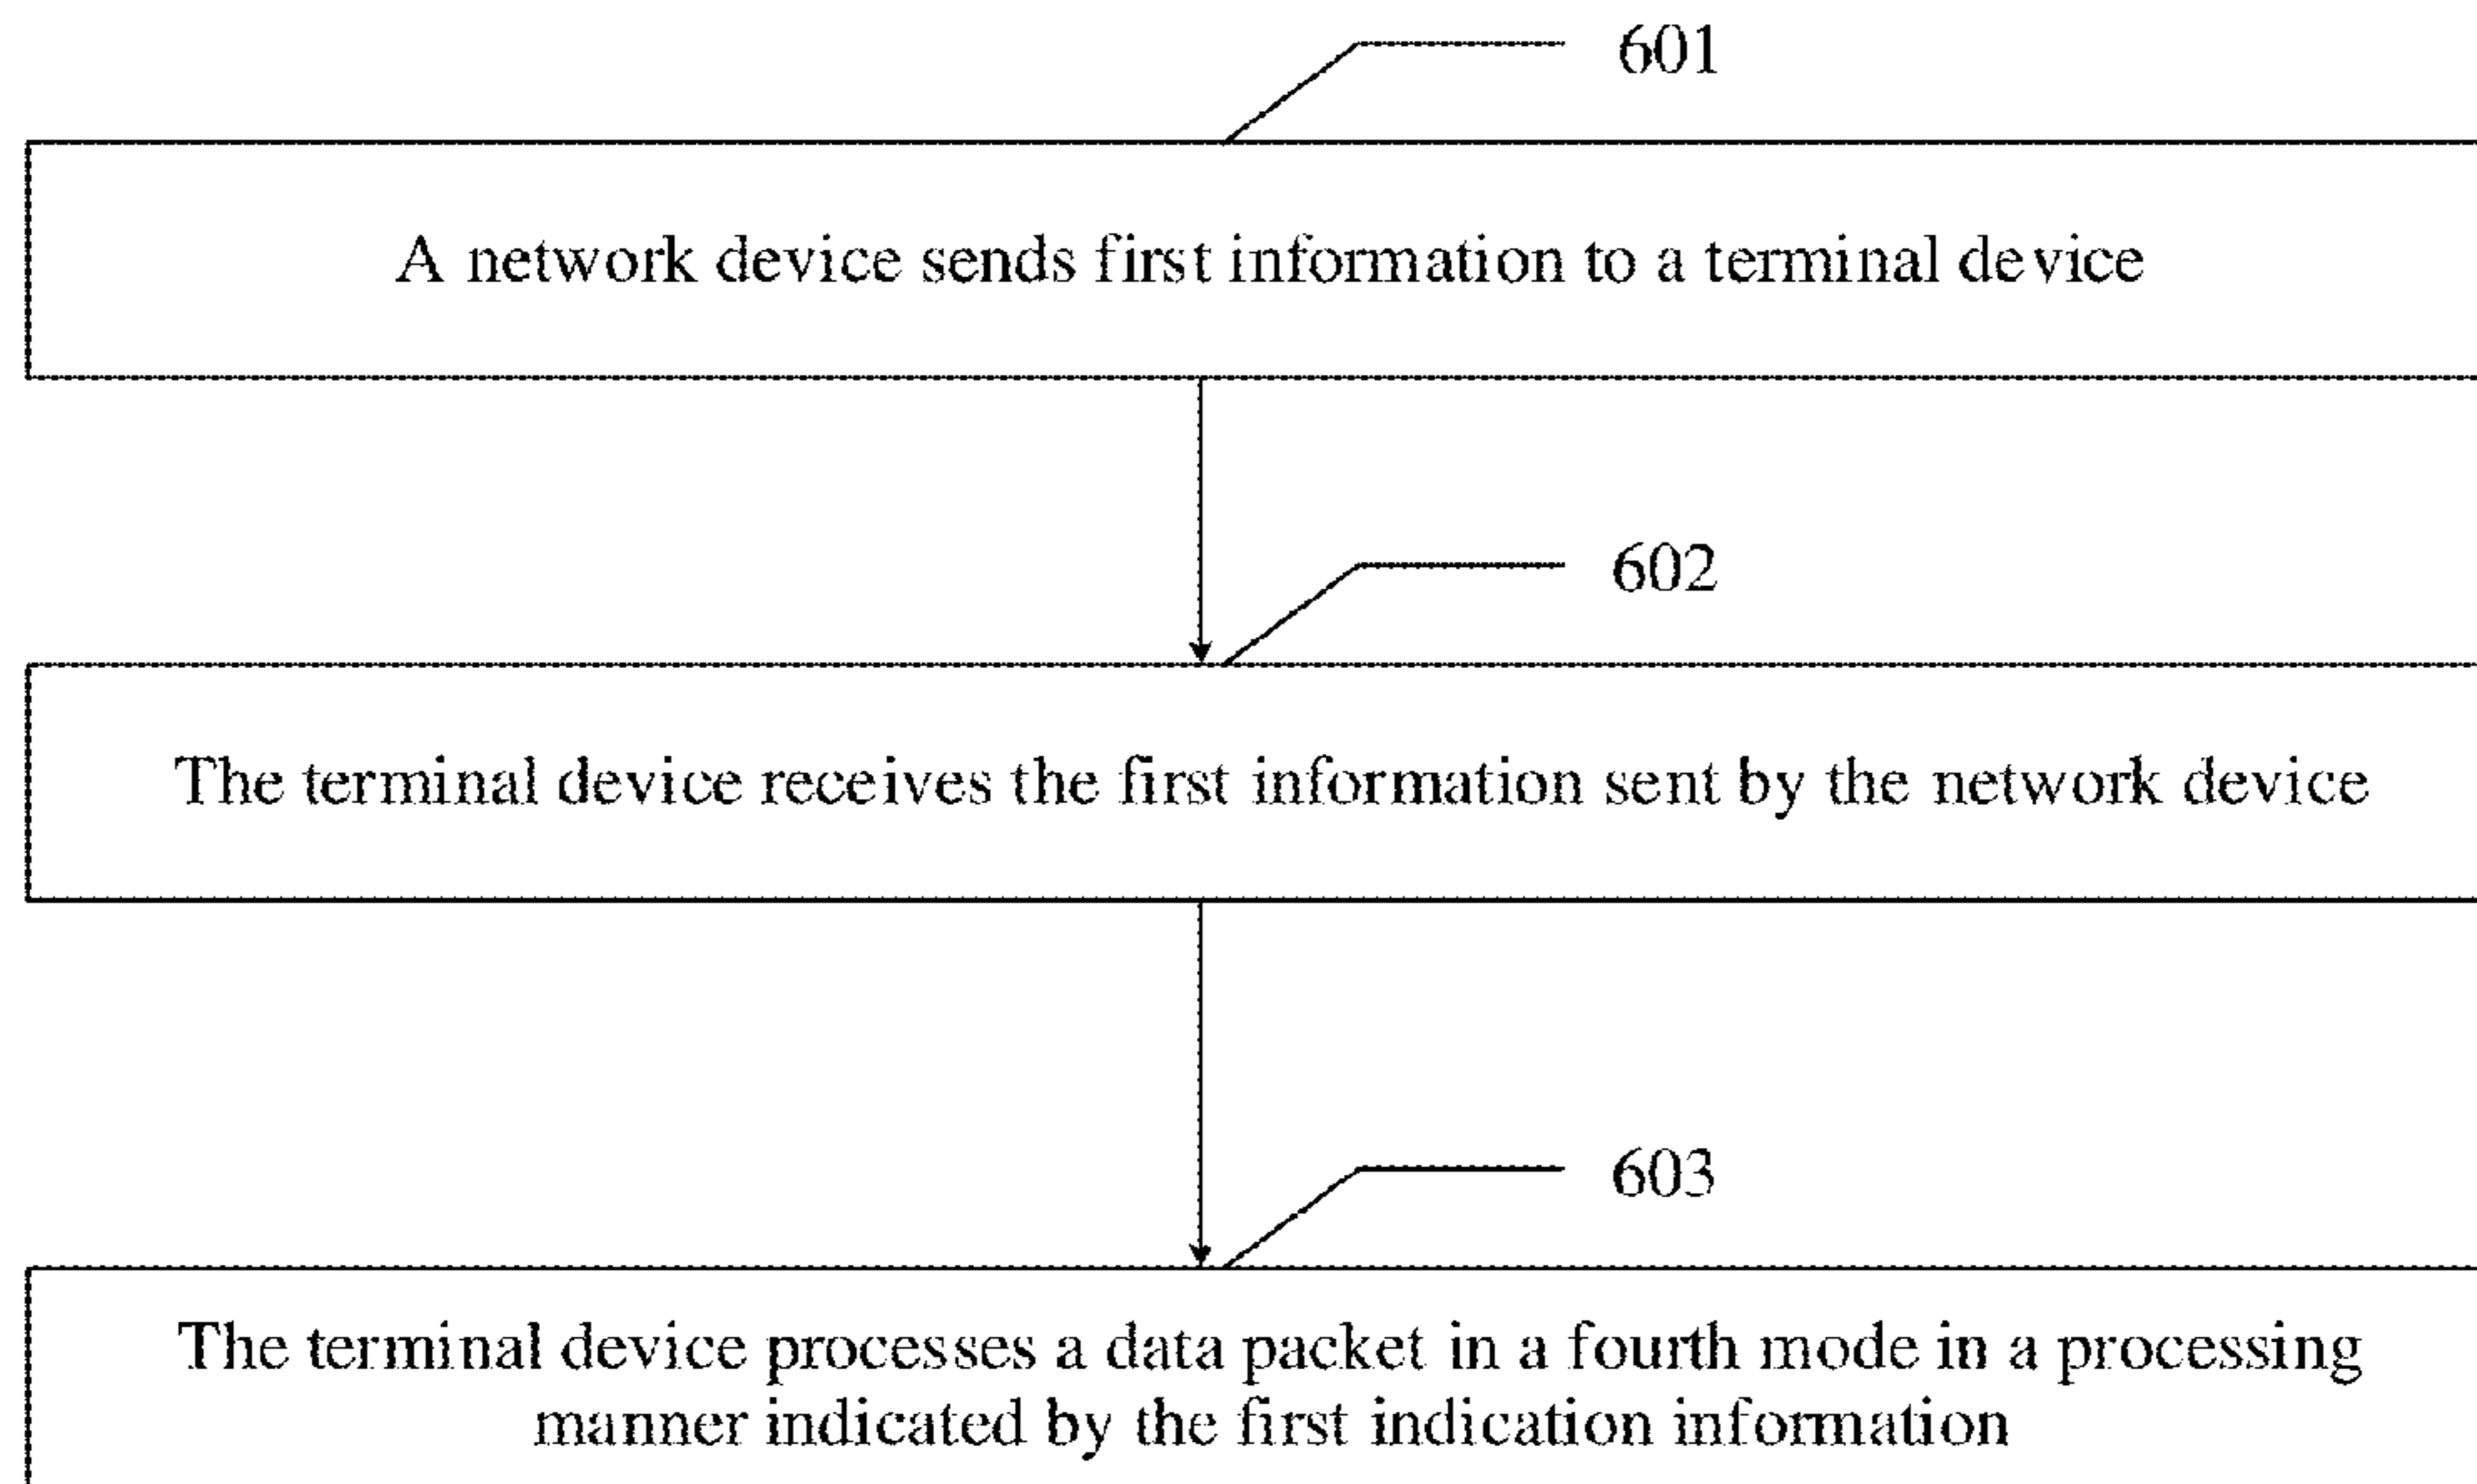 601
A network device sends first information to a terminal device
602
The terminal device receives the first information sent by the network device
603
The terminal device processes a data packet in a fourth mode in a processing
manner indicated by the first indication information